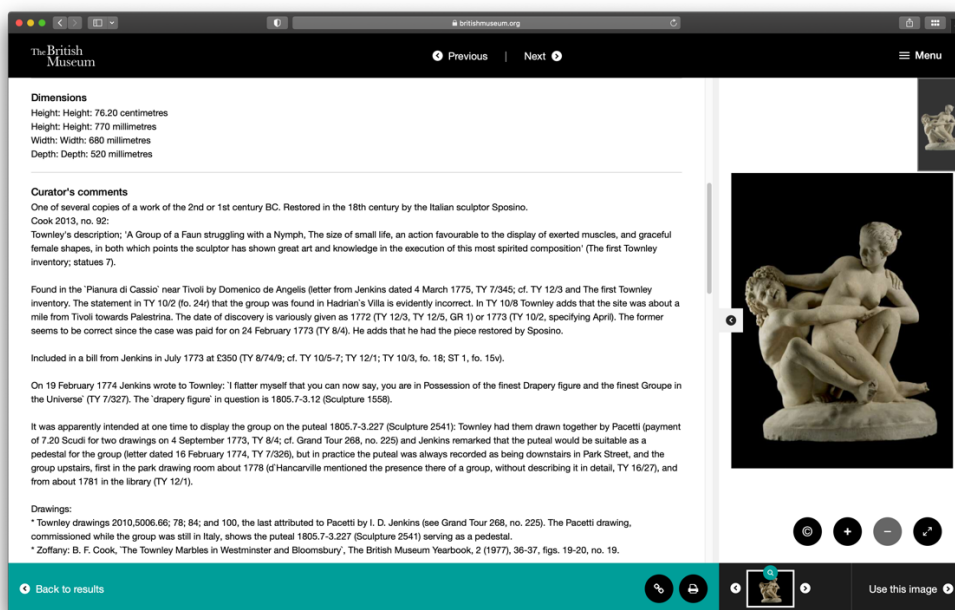 britishmuseum.org
The British
Museum
Previous | Next
Menu
Dimensions
Height: Height: 76.20 centimetres
Height: Height: 770 millimetres
Width: Width: 680 millimetres
Depth: Depth: 520 millimetres
Curator's comments
One of several copies of a work of the 2nd or 1st century BC. Restored in the 18th century by the Italian sculptor Sposino.
Cook 2013, no. 92:
Townley's description; 'A Group of a Faun struggling with a Nymph, The size of small life, an action favourable to the display of exerted muscles, and graceful
female shapes, in both which points the sculptor has shown great art and knowledge in the execution of this most spirited composition' (The first Townley
inventory; statues 7).
Found in the `Pianura di Cassio` near Tivoli by Domenico de Angelis (letter from Jenkins dated 4 March 1775, TY 7/345; cf. TY 12/3 and The first Townley
inventory. The statement in TY 10/2 (fo. 24r) that the group was found in Hadrian`s Villa is evidently incorrect. In TY 10/8 Townley adds that the site was about a
mile from Tivoli towards Palestrina. The date of discovery is variously given as 1772 (TY 12/3, TY 12/5, GR 1) or 1773 (TY 10/2, specifying April). The former
seems to be correct since the case was paid for on 24 February 1773 (TY 8/4). He adds that he had the piece restored by Sposino.
Included in a bill from Jenkins in July 1773 at £350 (TY 8/74/9; cf. TY 10/5-7; TY 12/1; TY 10/3, fo. 18; ST 1, fo. 15v).
On 19 February 1774 Jenkins wrote to Townley: `I flatter myself that you can now say, you are in Possession of the finest Drapery figure and the finest Groupe in
the Universe` (TY 7/327). The `drapery figure` in question is 1805.7-3.12 (Sculpture 1558).
It was apparently intended at one time to display the group on the puteal 1805.7-3.227 (Sculpture 2541): Townley had them drawn together by Pacetti (payment
of 7.20 Scudi for two drawings on 4 September 1773, TY 8/4; cf. Grand Tour 268, no. 225) and Jenkins remarked that the puteal would be suitable as a
pedestal for the group (letter dated 16 February 1774, TY 7/326), but in practice the puteal was always recorded as being downstairs in Park Street, and the
group upstairs, first in the park drawing room about 1778 (d`Hancarville mentioned the presence there of a group, without describing it in detail, TY 16/27), and
from about 1781 in the library (TY 12/1).
Drawings:
* Townley drawings 2010,5006.66; 78; 84; and 100, the last attributed to Pacetti by I. D. Jenkins (see Grand Tour 268, no. 225). The Pacetti drawing,
commissioned while the group was still in Italy, shows the puteal 1805.7-3.227 (Sculpture 2541) serving as a pedestal.
* Zoffany: B. F. Cook, `The Townley Marbles in Westminster and Bloomsbury`, The British Museum Yearbook, 2 (1977), 36-37, figs. 19-20, no. 19.
Back to results
Use this image